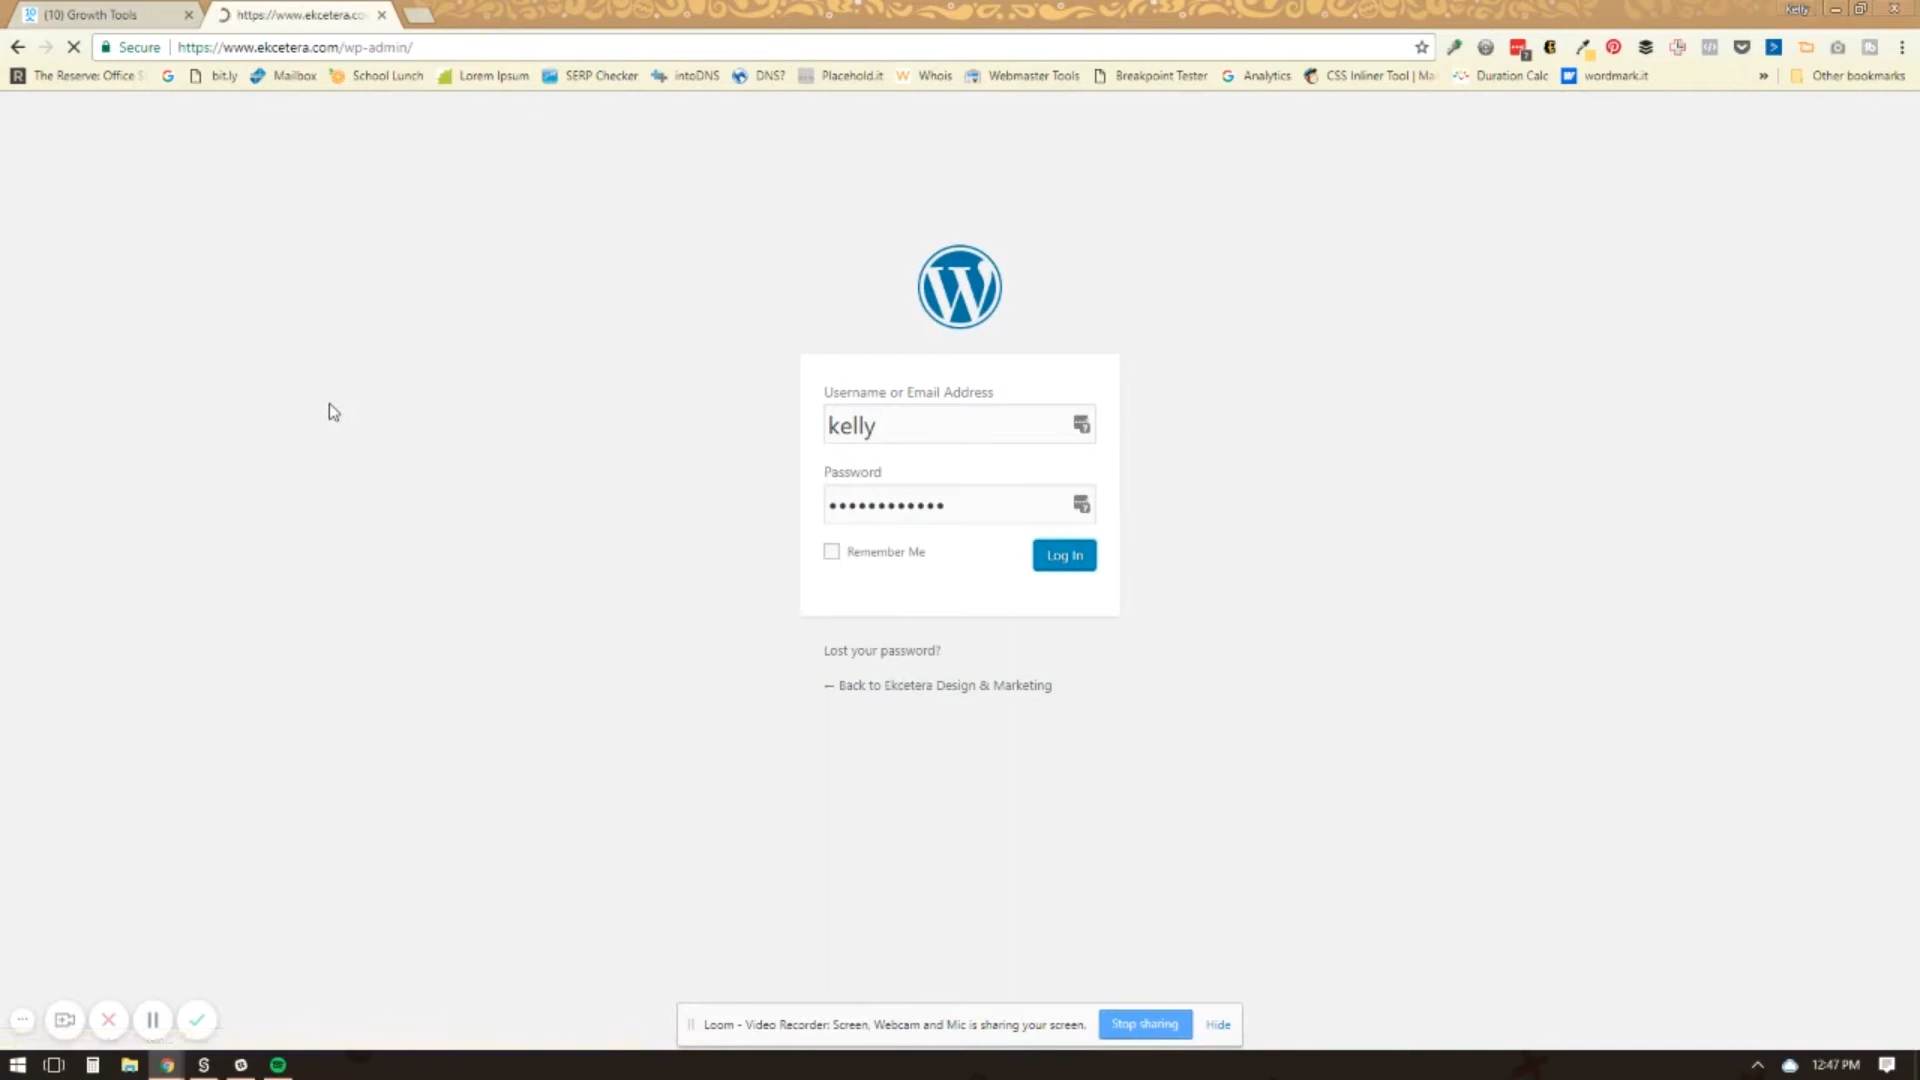 (10) Growth Tools
https://www.ekcetera.co
Kelly
Secure https://www.ekcetera.com/wp-admin/
The Reserve: Office S
bit.ly
Mailbox
School Lunch
Lorem Ipsum
SERP Checker
intoDNS
DNS?
Placehold.it
Whois
Webmaster Tools
Breakpoint Tester
Analytics
CSS Inliner Tool | Ma
Duration Calc
wordmark.it
» Other bookmarks
Username or Email Address
kelly
Password
Remember Me
Log In
Lost your password?
← Back to Ekcetera Design & Marketing
Loom - Video Recorder: Screen, Webcam and Mic is sharing your screen.
Stop sharing
Hide
12:47 PM